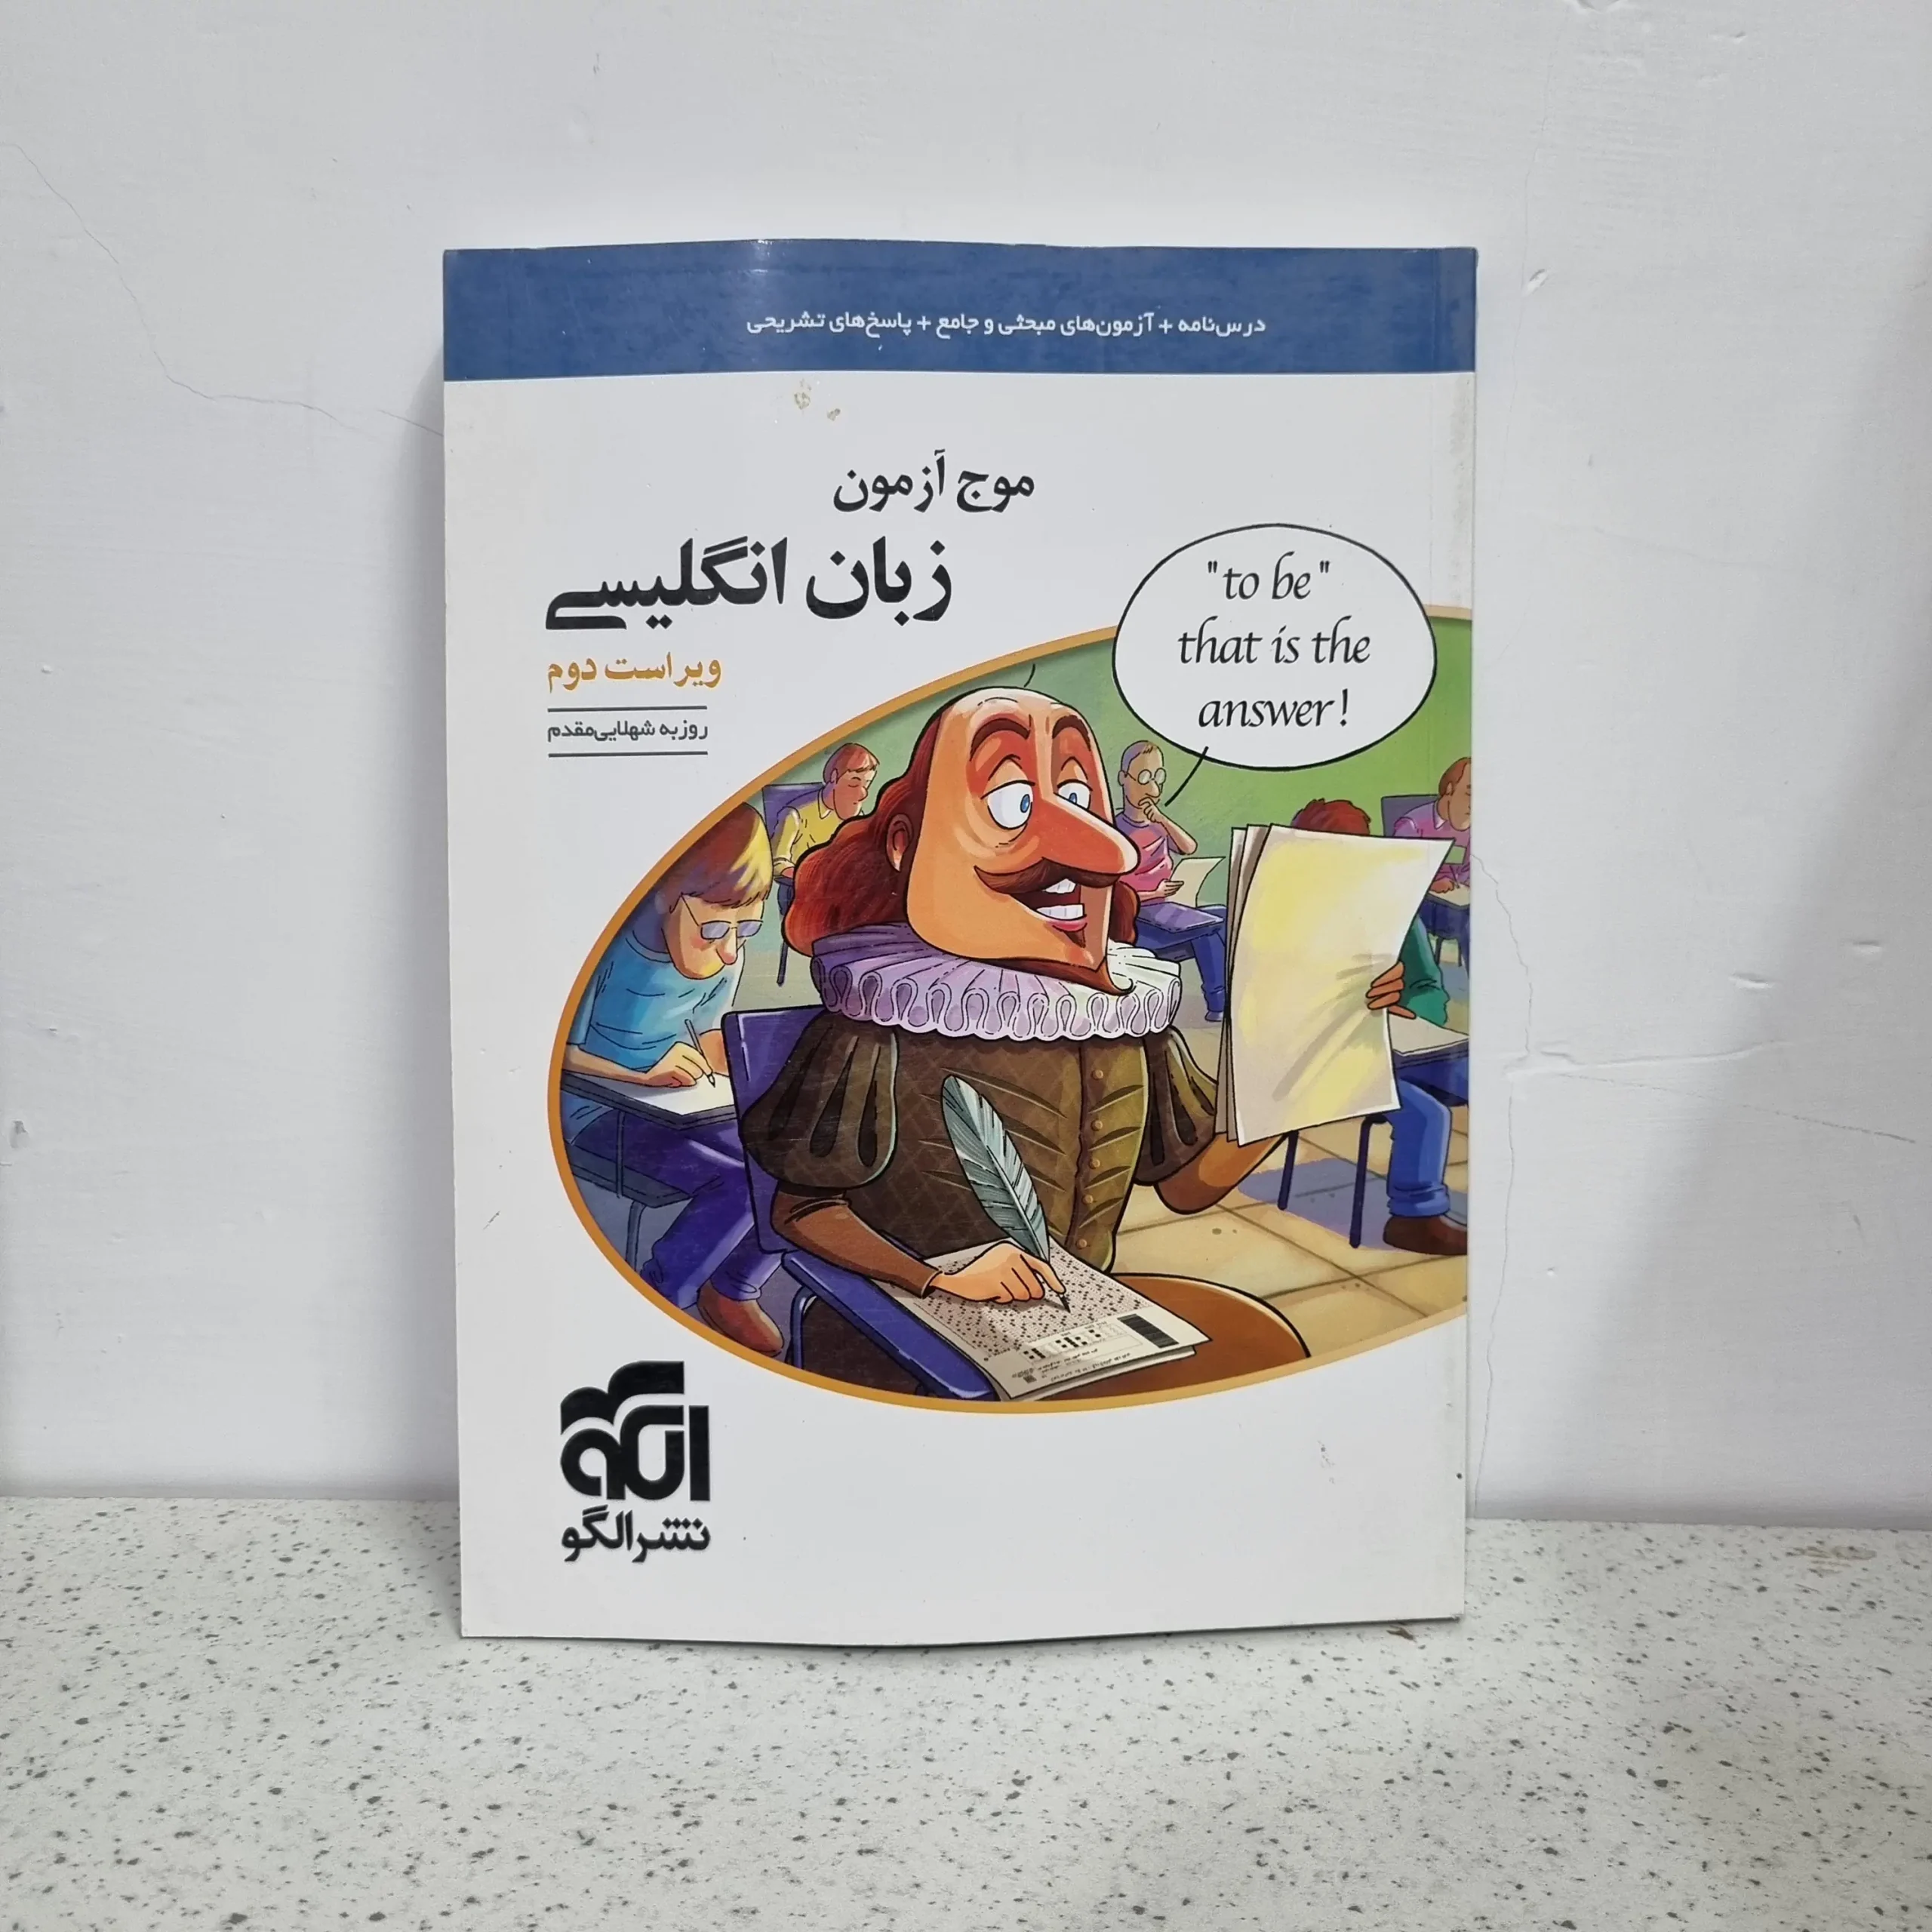 درس‌نامه + آزمون‌های مبحثی و جامع + پاسخ‌های تشریحی
موج آزمون
زبان انگلیسی
ویراست دوم
روزبه شهلایی‌مقدم
"to be"
that is the
answer!
الگو
نشر الگو